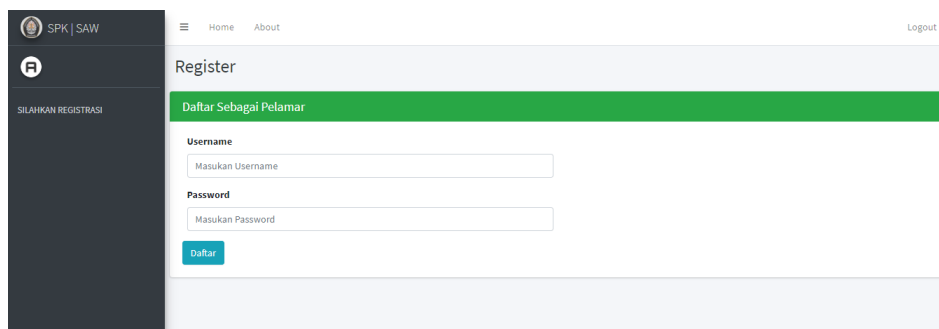 SPK | SAW
Home About Logout
Register
SILAHKAN REGISTRASI
Daftar Sebagai Pelamar
Username
Masukan Username
Password
Masukan Password
Daftar